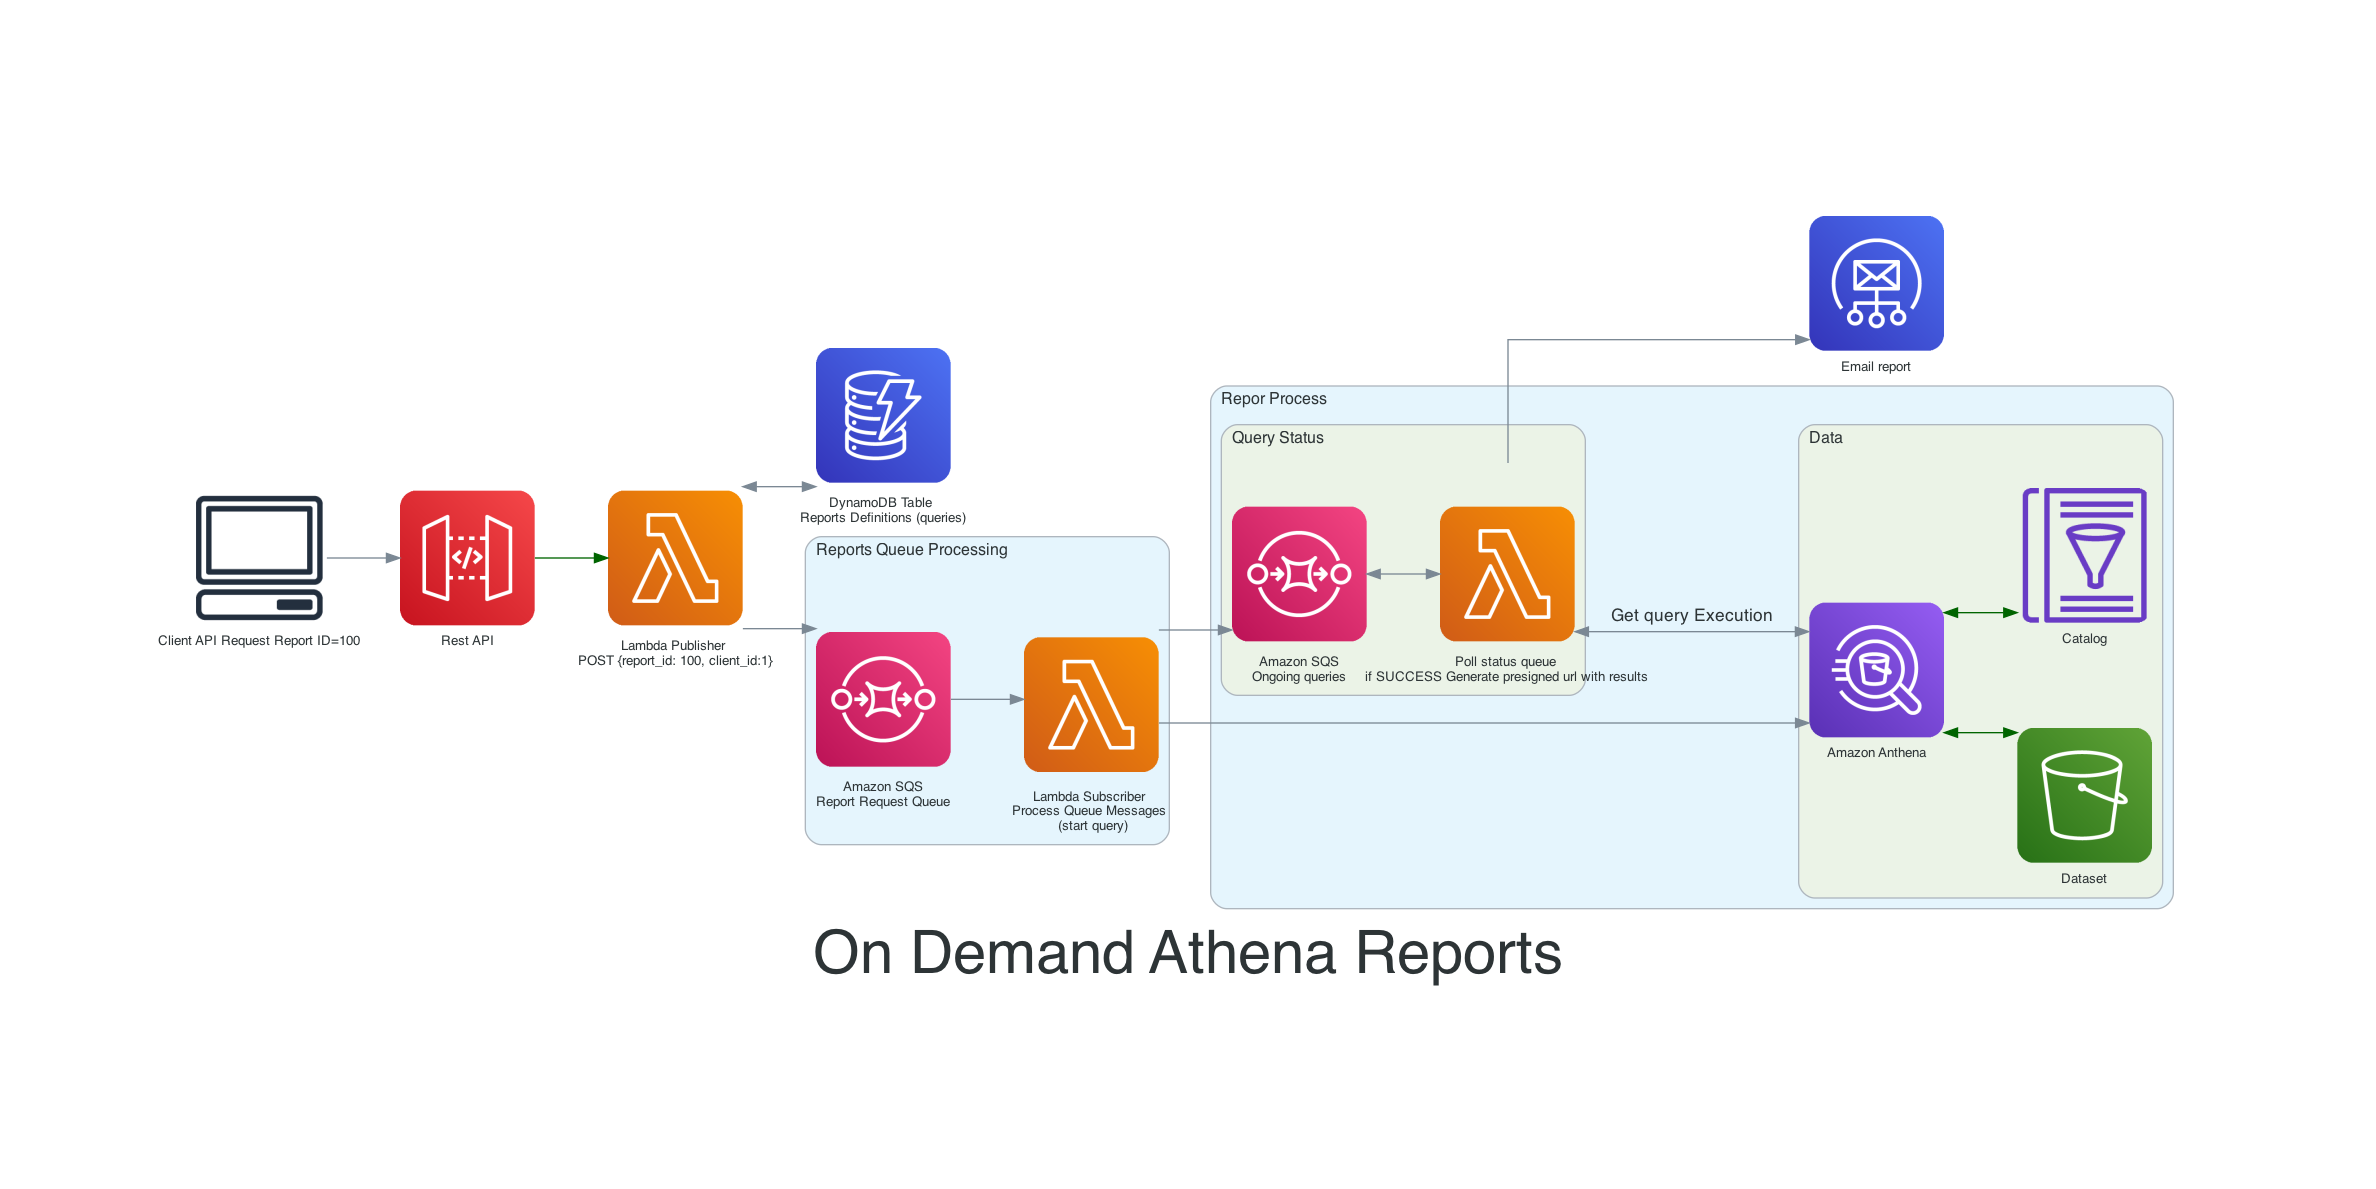 Client API Request Report ID=100
Rest API
Lambda Publisher
POST {report_id: 100, client_id:1}
DynamoDB Table
Reports Definitions (queries)
Reports Queue Processing
Amazon SQS
Report Request Queue
Lambda Subscriber
Process Queue Messages
(start query)
Repor Process
Query Status
Amazon SQS
Ongoing queries
Poll status queue
if SUCCESS Generate presigned url with results
Get query Execution
Email report
Data
Amazon Anthena
Catalog
Dataset
On Demand Athena Reports